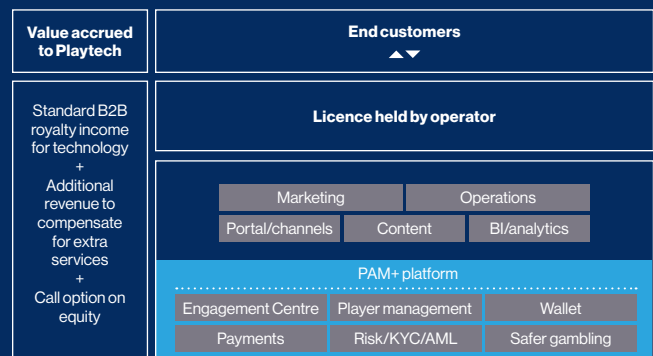 Value accrued
to Playtech
End customers
Standard B2B
royalty income
for technology
+
Additional
revenue to
compensate
for extra
services
+
Call option on
equity
Licence held by operator
Marketing
Operations
Portal/channels
Content
BI/analytics
PAM+ platform
Engagement Centre
Player management
Wallet
Payments
Risk/KYC/AML
Safer gambling